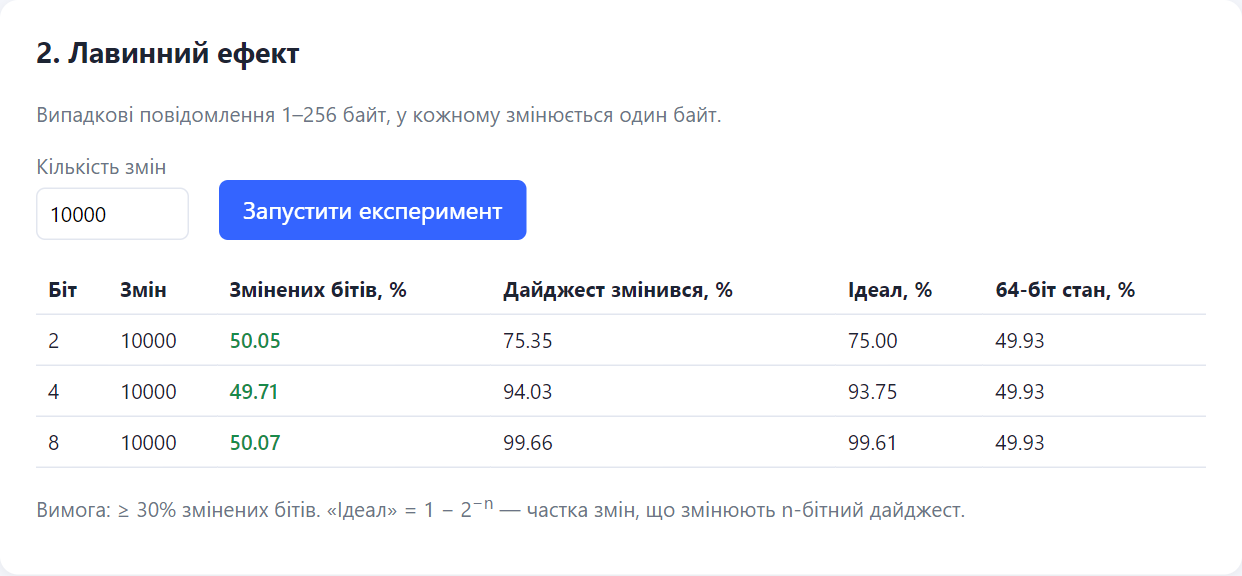 2. Лавинний ефект
Випадкові повідомлення 1–256 байт, у кожному змінюється один байт.
Кількість змін
10000 Запустити експеримент
Біт Змін Змінених бітів, % Дайджест змінився, % Ідеал, % 64-біт стан, %
2 10000 50.05 75.35 75.00 49.93
4 10000 49.71 94.03 93.75 49.93
8 10000 50.07 99.66 99.61 49.93
Вимога: ≥ 30% змінених бітів. «Ідеал» = 1 − 2⁻ⁿ — частка змін, що змінюють n-бітний дайджест.